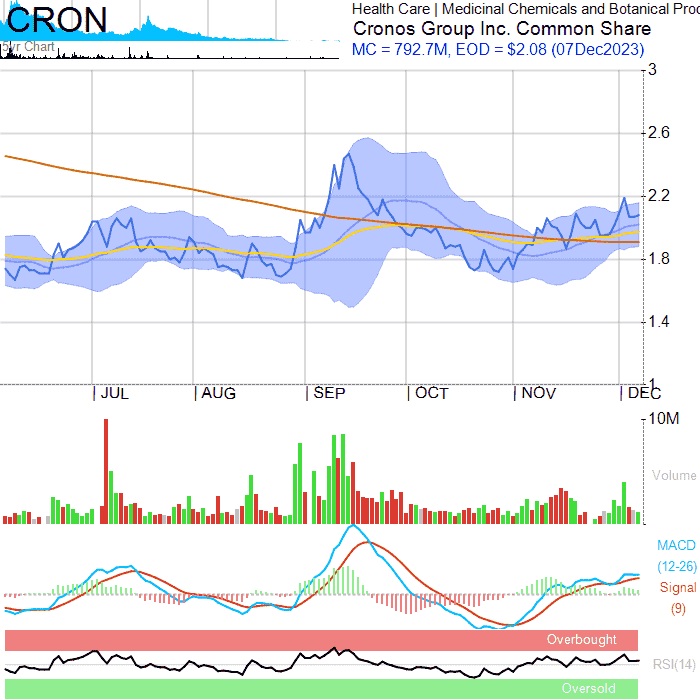 CRON
5yr Chart
Health Care | Medicinal Chemicals and Botanical Proc
Cronos Group Inc. Common Share
MC = 792.7M, EOD = $2.08 (07Dec2023)
3
2.6
2.2
1.8
1.4
1
JUL AUG SEP OCT NOV DEC
10M
Volume
MACD
(12-26)
Signal
(9)
Overbought
RSI(14)
Oversold